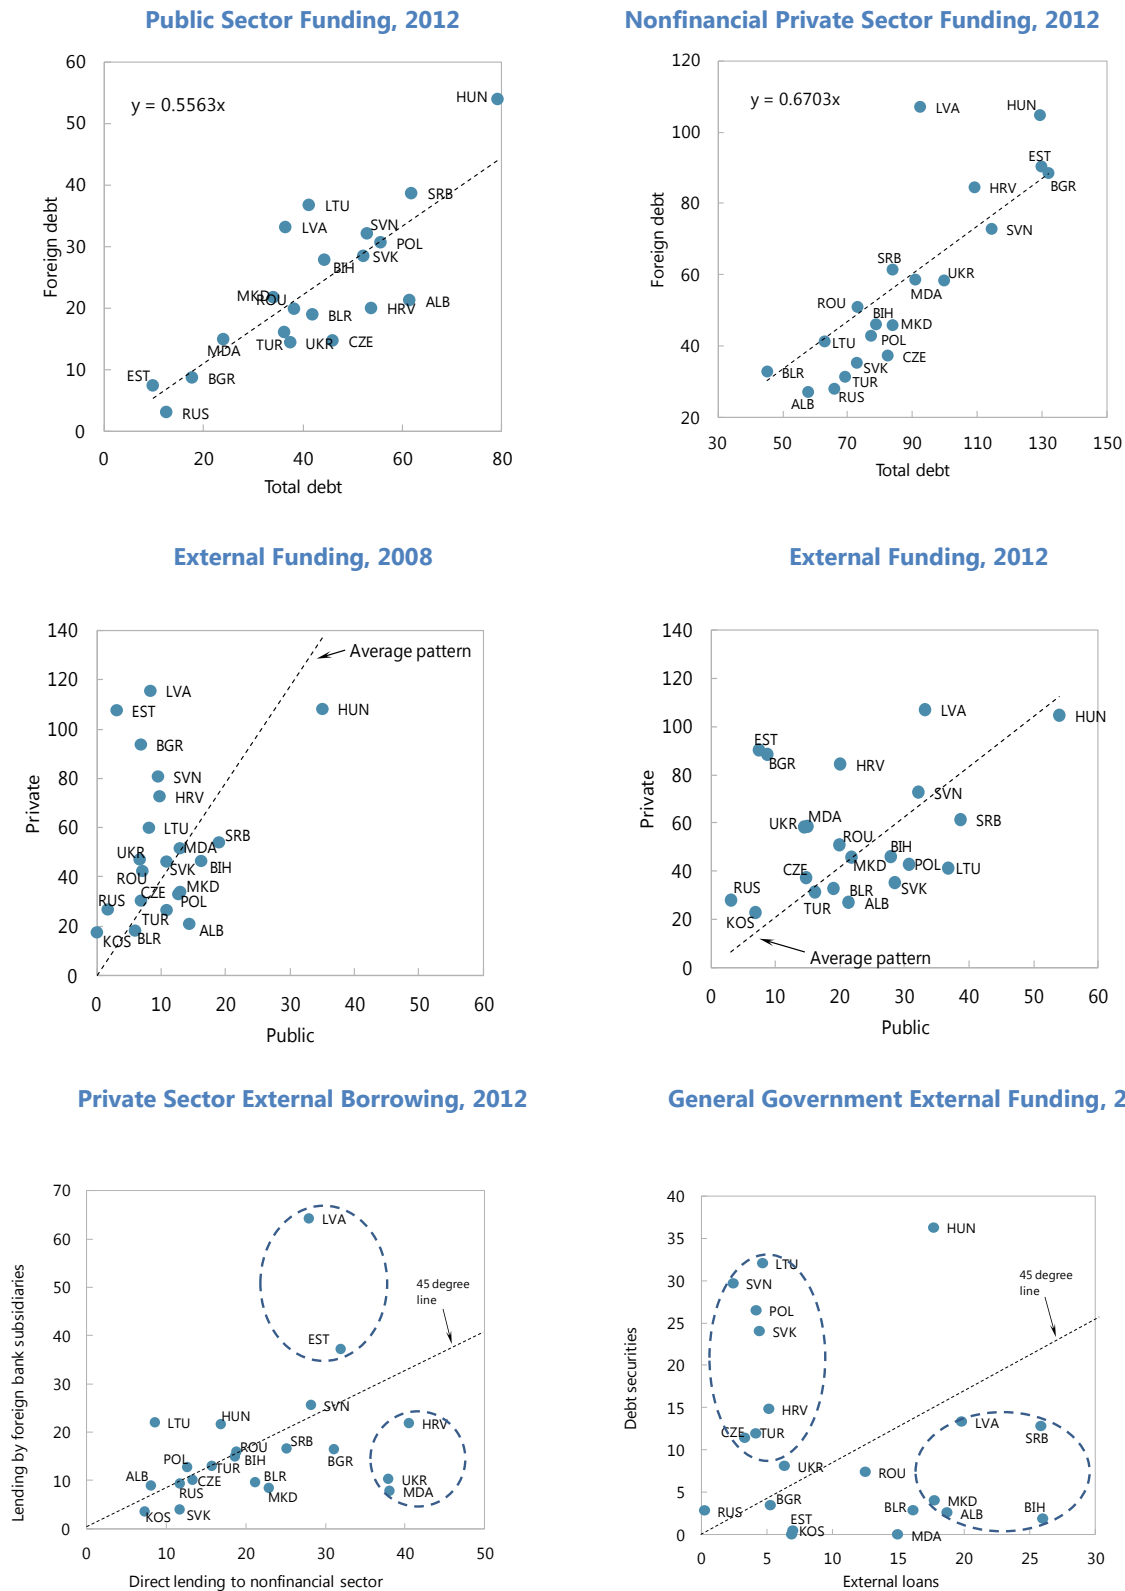 Public Sector Funding, 2012
Nonfinancial Private Sector Funding, 2012
60
50
40
30
20
10
0
Foreign debt
y = 0.5563x
HUN
SRB
LTU
LVA
SVN
POL
SVK
BIH
MKD
ROU
ALB
HRV
BLR
TUR
UKR
CZE
MDA
EST
BGR
RUS
0
20
40
60
80
Total debt
120
100
80
60
40
20
Foreign debt
y = 0.6703x
LVA
HUN
EST
BGR
HRV
SVN
SRB
UKR
MDA
ROU
BIH
MKD
LTU
POL
CZE
SVK
BLR
TUR
RUS
ALB
30
50
70
90
110
130
150
Total debt
External Funding, 2008
External Funding, 2012
140
120
100
80
60
40
20
0
Private
Average pattern
LVA
EST
HUN
BGR
SVN
HRV
LTU
SRB
MDA
UKR
SVK
BIH
ROU
CZE
MKD
POL
RUS
TUR
ALB
KOS
BLR
0
10
20
30
40
50
60
Public
140
120
100
80
60
40
20
0
Private
LVA
HUN
EST
BGR
HRV
SVN
SRB
UKR
MDA
ROU
BIH
MKD
POL
LTU
CZE
SVK
RUS
TUR
BLR
ALB
KOS
Average pattern
0
10
20
30
40
50
60
Public
Private Sector External Borrowing, 2012
General Government External Funding, 2
70
60
50
40
30
20
10
0
Lending by foreign bank subsidiaries
LVA
45 degree
line
EST
SVN
LTU
HUN
HRV
ROU
SRB
BIH
BGR
POL
TUR
ALB
CZE
BLR
UKR
RUS
MKD
MDA
KOS
SVK
0
10
20
30
40
50
Direct lending to nonfinancial sector
40
35
30
25
20
15
10
5
0
Debt securities
HUN
LTU
45 degree
line
SVN
POL
SVK
HRV
LVA
CZE
TUR
SRB
UKR
ROU
BGR
MKD
RUS
BLR
ALB
BIH
EST
KOS
MDA
0
5
10
15
20
25
30
External loans